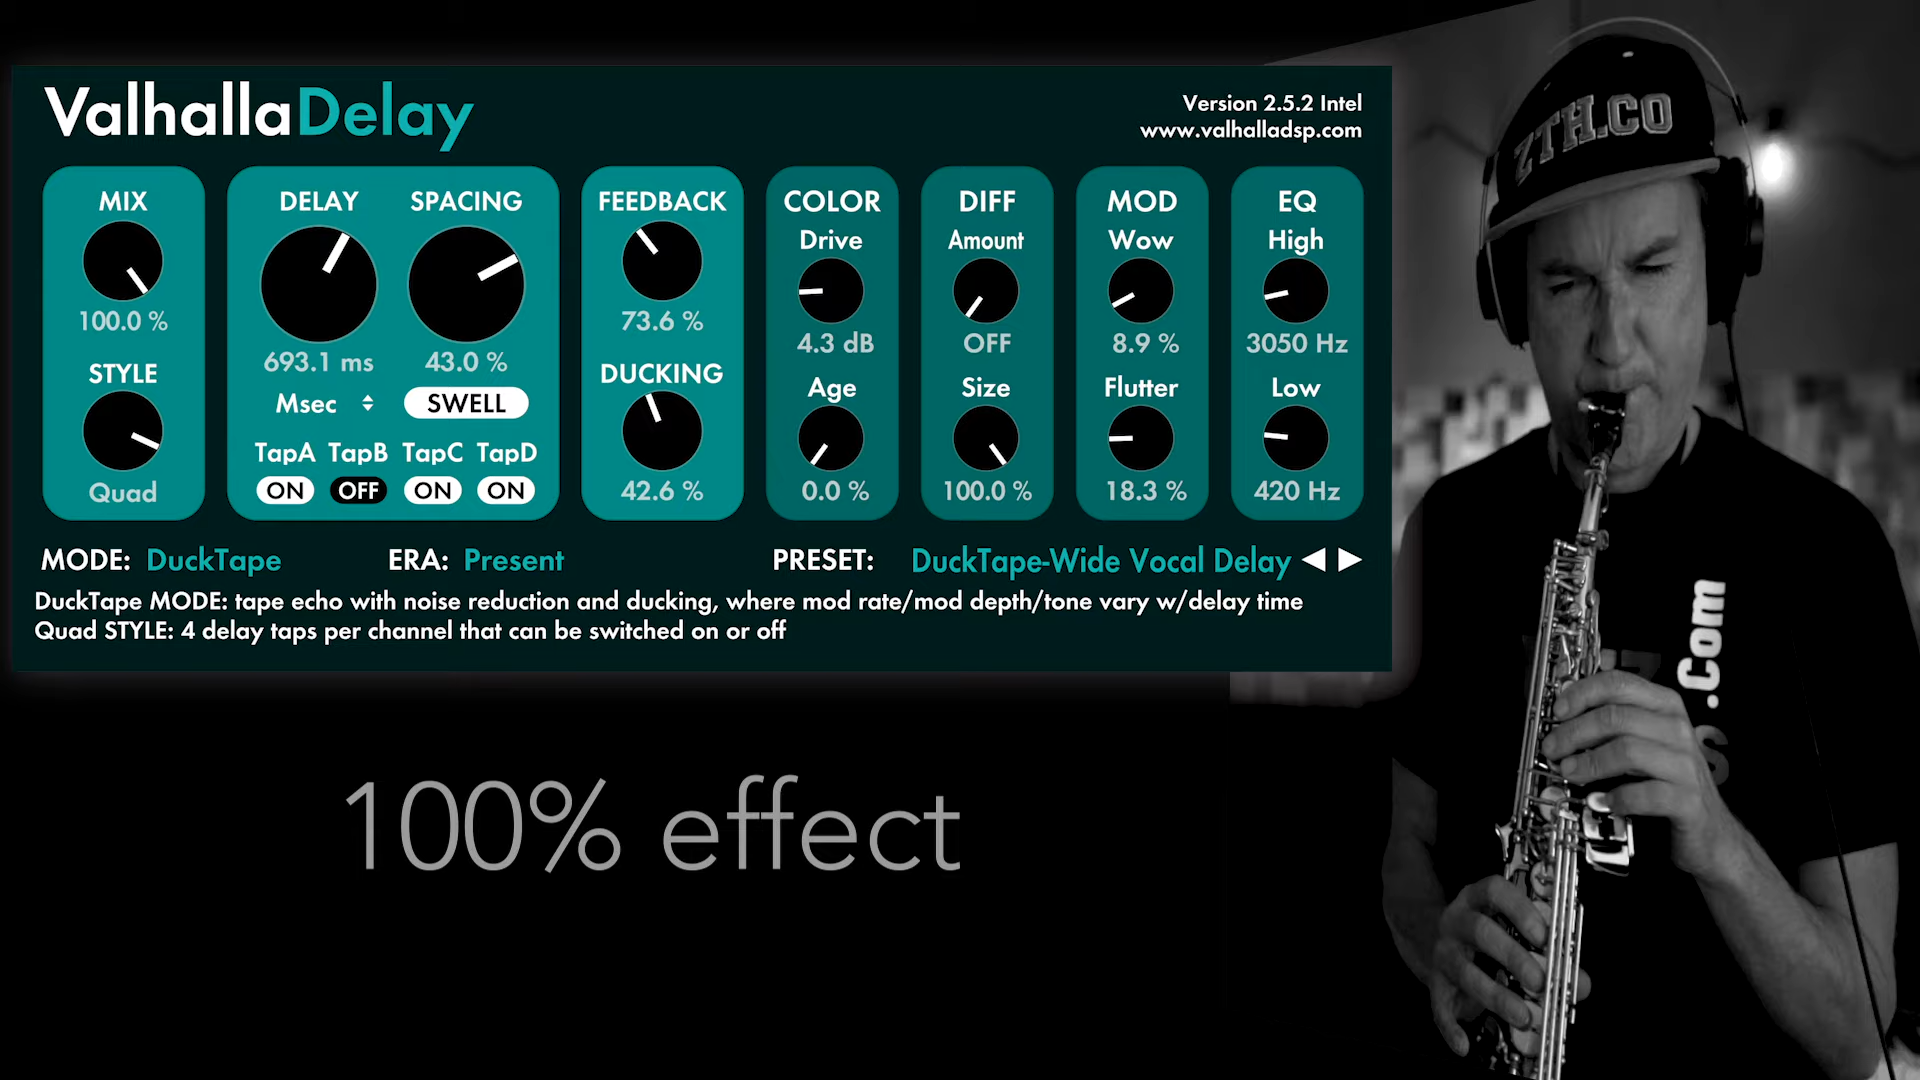 ValhallaDelay
Version 2.5.2 Intel
www.valhalladsp.com
MIX
100.0 %
STYLE
Quad
DELAY
693.1 ms
Msec
SPACING
43.0 %
SWELL
TapA TapB TapC TapD
ON OFF ON ON
FEEDBACK
73.6 %
DUCKING
42.6 %
COLOR
Drive
4.3 dB
Age
0.0 %
DIFF
Amount
OFF
Size
100.0 %
MOD
Wow
8.9 %
Flutter
18.3 %
EQ
High
3050 Hz
Low
420 Hz
MODE: DuckTape ERA: Present PRESET: DuckTape-Wide Vocal Delay
DuckTape MODE: tape echo with noise reduction and ducking, where mod rate/mod depth/tone vary w/delay time
Quad STYLE: 4 delay taps per channel that can be switched on or off
100% effect
ZTH.CO
.Com